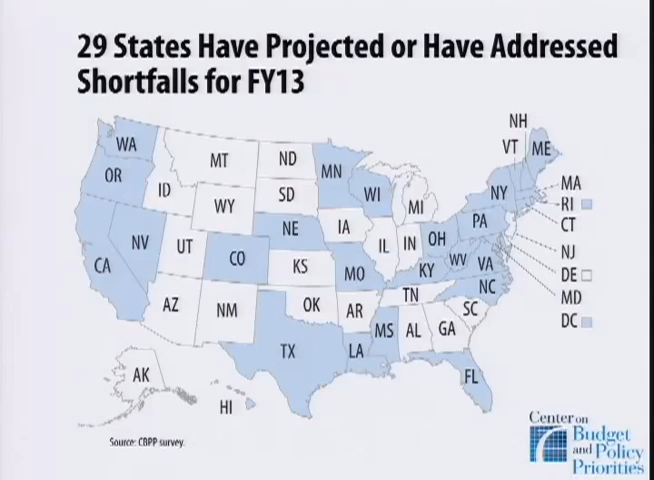 29 States Have Projected or Have Addressed
Shortfalls for FY13
NH
WA
VT
ME
MT
ND
MN
OR
ID
SD
WI
MI
NY
MA
RI
WY
CT
IA
PA
NE
NV
UT
CO
IL
IN
OH
NJ
CA
KS
MO
KY
WV
VA
DE
NC
MD
AZ
NM
OK
AR
TN
SC
DC
MS
AL
GA
TX
LA
AK
HI
FL
Center on
Budget
and Policy
Priorities
Source: CBPP survey.